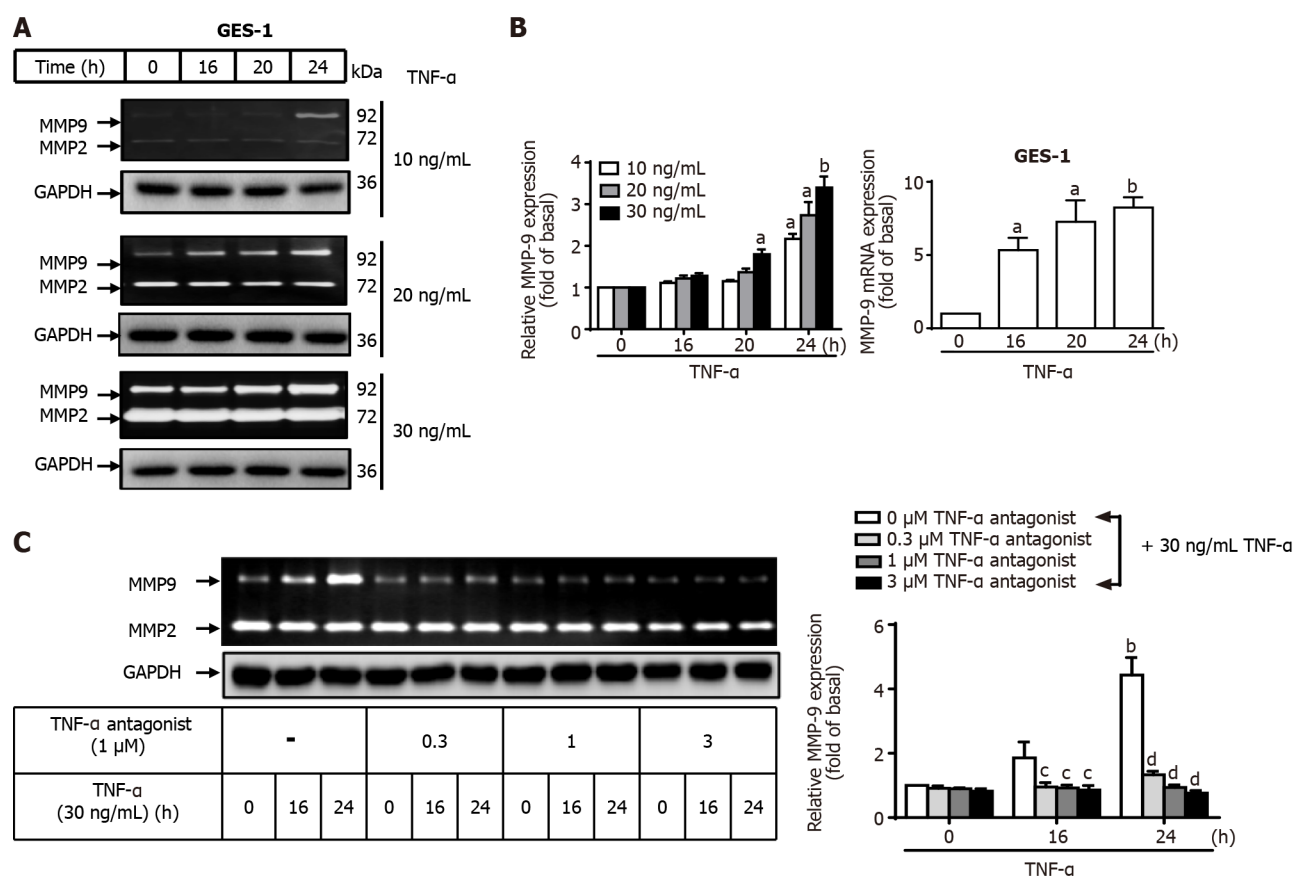 A
GES-1
Time (h) 0 16 20 24 kDa TNF-ɑ
MMP9 92
MMP2 72
10 ng/mL
GAPDH 36
MMP9 92
MMP2 72
20 ng/mL
GAPDH 36
MMP9 92
MMP2 72
30 ng/mL
GAPDH 36
B
Relative MMP-9 expression
(fold of basal)
4
3
2
1
0
10 ng/mL
20 ng/mL
30 ng/mL
a
a
a
b
0 16 20 24 (h)
TNF-ɑ
GES-1
MMP-9 mRNA expression
(fold of basal)
10
5
0
a
a
b
0 16 20 24 (h)
TNF-ɑ
C
MMP9
MMP2
GAPDH
TNF-ɑ antagonist
(1 µM)
- 0.3 1 3
TNF-ɑ
(30 ng/mL) (h)
0 16 24 0 16 24 0 16 24 0 16 24
0 µM TNF-ɑ antagonist
0.3 µM TNF-ɑ antagonist
1 µM TNF-ɑ antagonist
3 µM TNF-ɑ antagonist
+ 30 ng/mL TNF-ɑ
Relative MMP-9 expression
(fold of basal)
6
4
2
0
c c c
b
d
d
d
0 16 24 (h)
TNF-ɑ